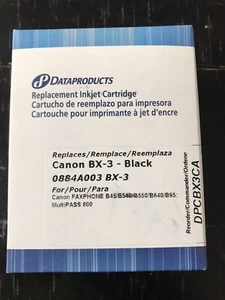 DATAPRODUCTS
Replacement Inkjet Cartridge
Cartucho de reemplazo para impresora
Cartouche pour imprimante à jet d'encre
Replaces/Remplace/Reemplaza
Canon BX-3 - Black
0884A003 BX-3
For/Pour/Para
Canon FAXPHONE B45/B540/B550/B640/B95;
MultiPASS 800
Reorder/Commander/Ordene
DPCBX3CA